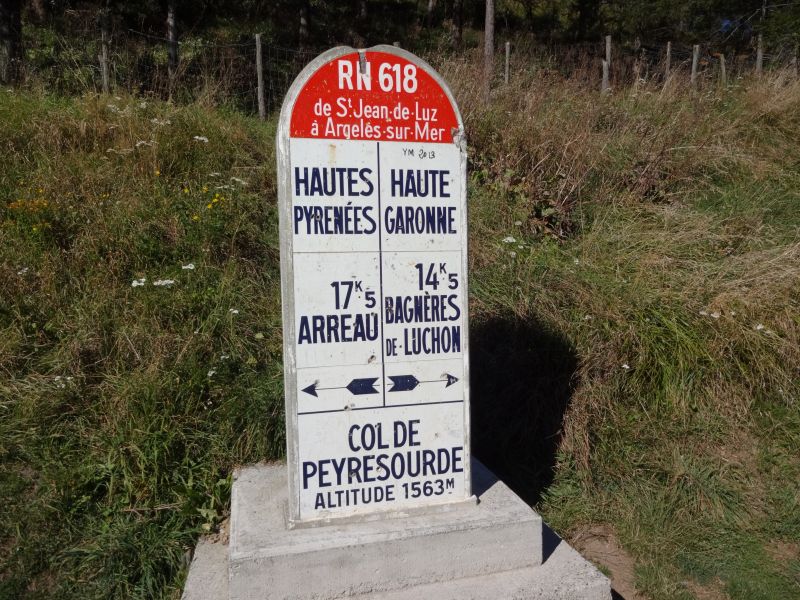 RN 618
de St Jean-de-Luz
à Argelès-sur-Mer
YM 2013
HAUTES
PYRENÉES
HAUTE
GARONNE
17K5
ARREAU
14K5
BAGNÈRES
DE-LUCHON
COL DE
PEYRESOURDE
ALTITUDE 1563M